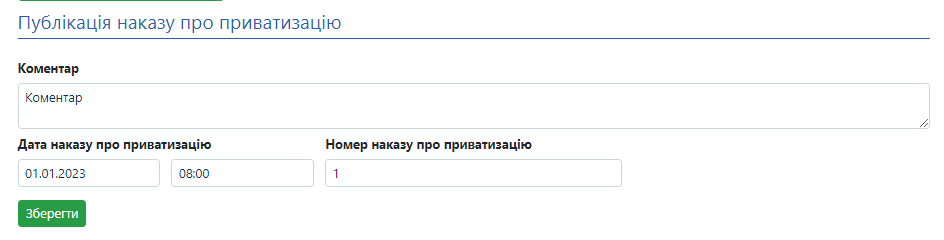 Публікація наказу про приватизацію
Коментар
Коментар
Дата наказу про приватизацію Номер наказу про приватизацію
01.01.2023 08:00 1
Зберегти